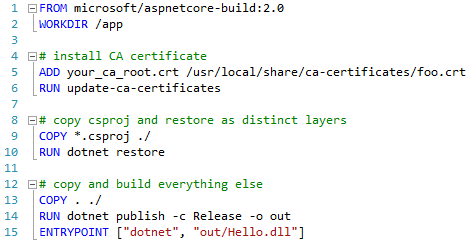 1 FROM microsoft/aspnetcore-build:2.0
2 WORKDIR /app
3
4 # install CA certificate
5 ADD your_ca_root.crt /usr/local/share/ca-certificates/foo.crt
6 RUN update-ca-certificates
7
8 # copy csproj and restore as distinct layers
9 COPY *.csproj ./
10 RUN dotnet restore
11
12 # copy and build everything else
13 COPY . ./
14 RUN dotnet publish -c Release -o out
15 ENTRYPOINT ["dotnet", "out/Hello.dll"]